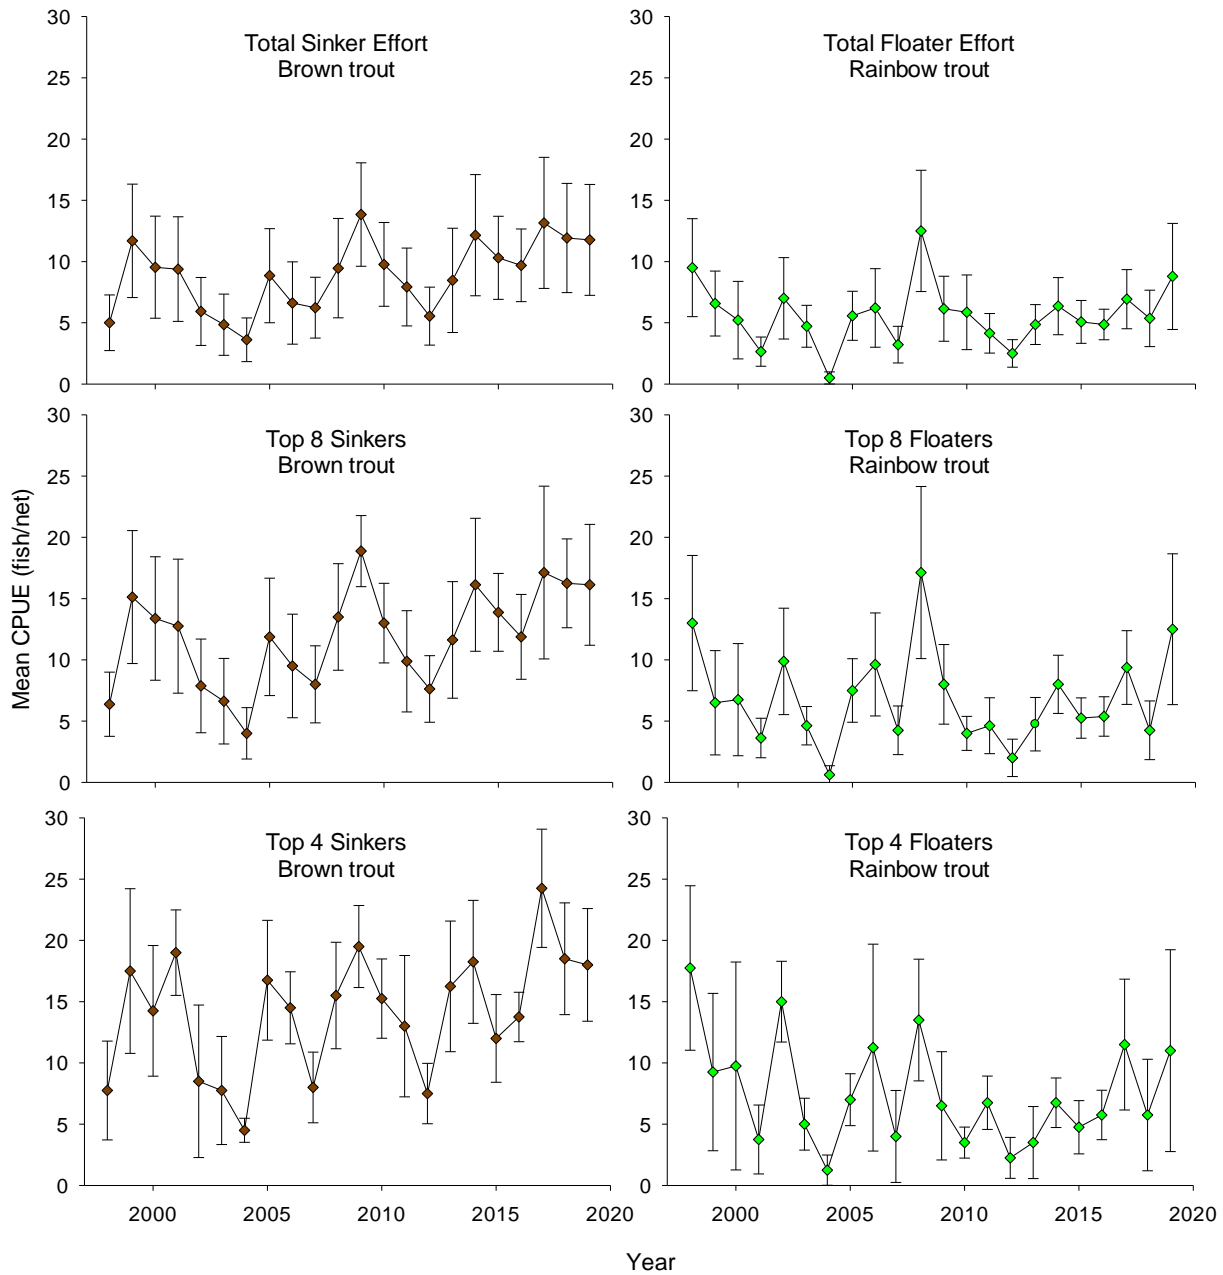 Total Sinker Effort
Brown trout
30
25
20
15
10
5
0
Total Floater Effort
Rainbow trout
30
25
20
15
10
5
0
Top 8 Sinkers
Brown trout
30
25
20
15
10
5
0
Top 8 Floaters
Rainbow trout
30
25
20
15
10
5
0
Mean CPUE (fish/net)
Top 4 Sinkers
Brown trout
30
25
20
15
10
5
0
2000 2005 2010 2015 2020
Top 4 Floaters
Rainbow trout
30
25
20
15
10
5
0
2000 2005 2010 2015 2020
Year